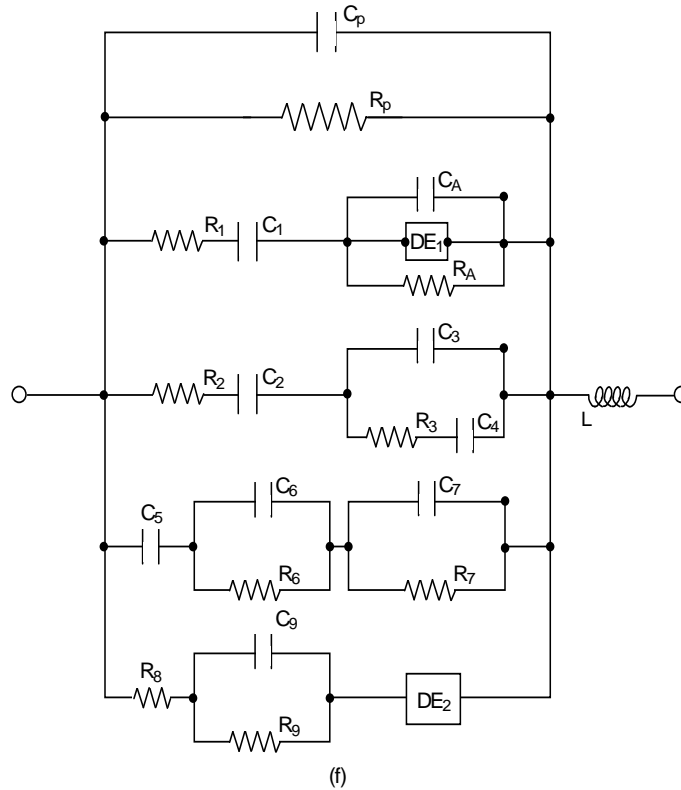 Cp
Rp
CA
R1 C1
DE1
RA
C3
R2 C2
R3 C4
L
C6 C7
C5
R6 R7
C9
R8
DE2
R9
(f)